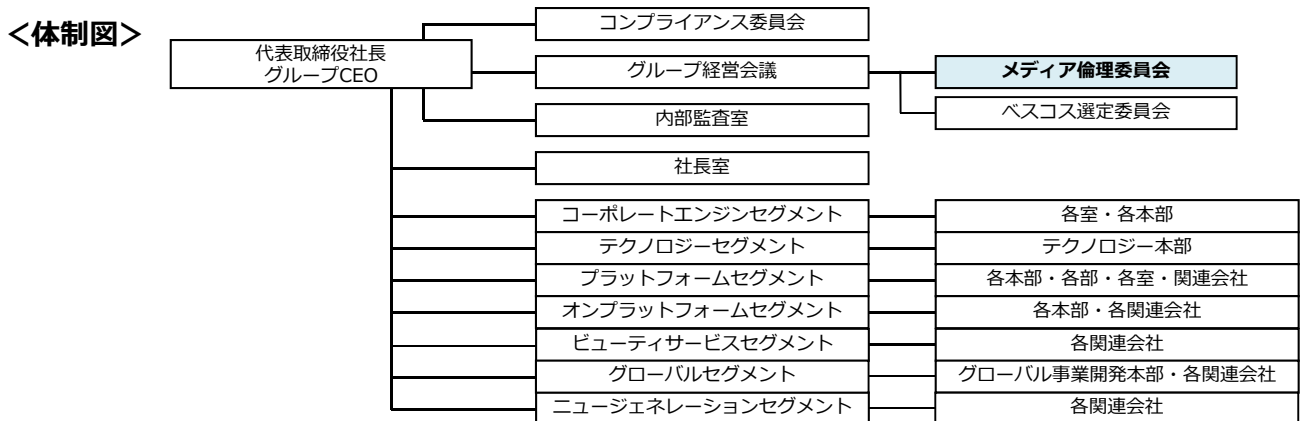 ＜体制図＞
代表取締役社長
グループCEO
コンプライアンス委員会
グループ経営会議
メディア倫理委員会
ベスコス選定委員会
内部監査室
社長室
コーポレートエンジンセグメント
各室・各本部
テクノロジーセグメント
テクノロジー本部
プラットフォームセグメント
各本部・各部・各室・関連会社
オンプラットフォームセグメント
各本部・各関連会社
ビューティサービスセグメント
各関連会社
グローバルセグメント
グローバル事業開発本部・各関連会社
ニュージェネレーションセグメント
各関連会社